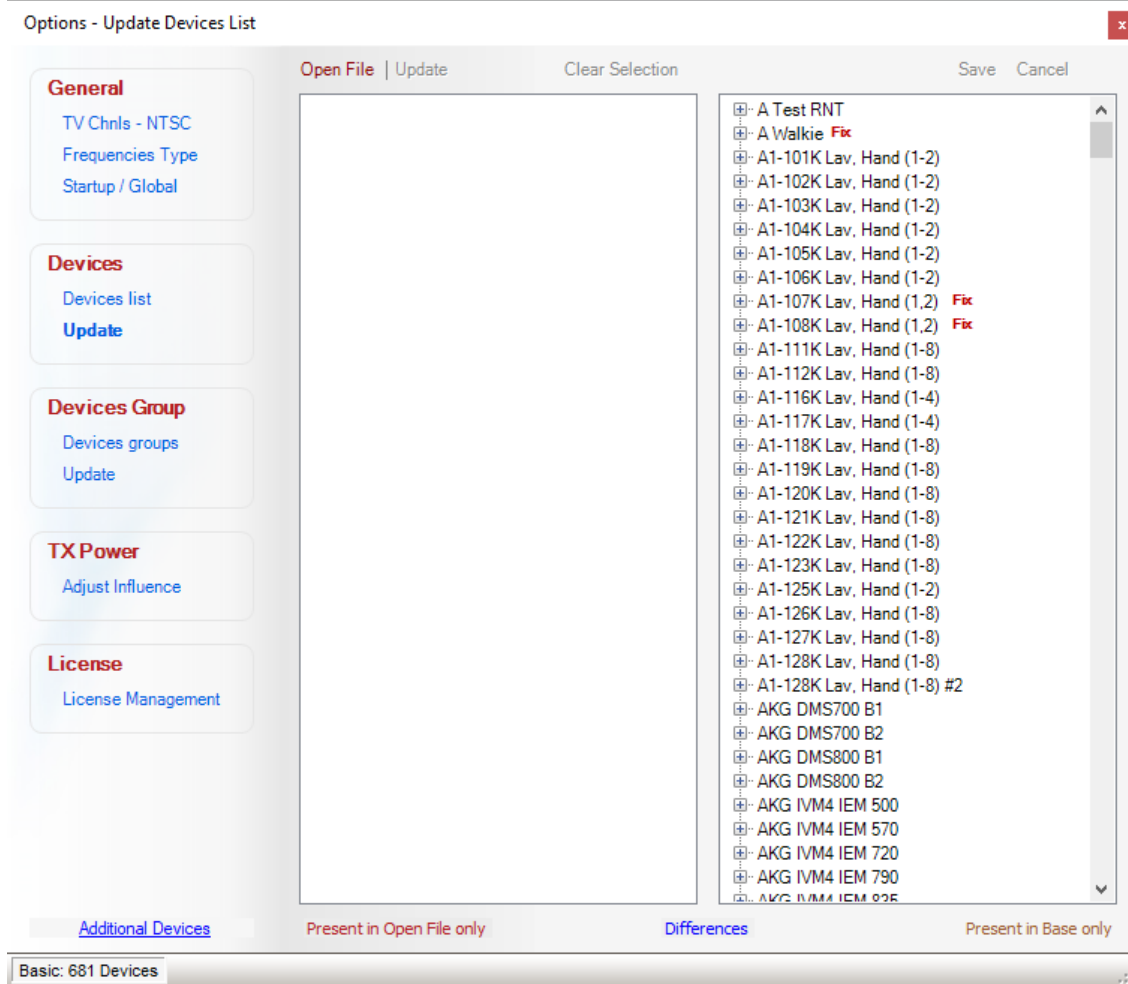 Options - Update Devices List
x
General
TV Chnls - NTSC
Frequencies Type
Startup / Global
Devices
Devices list
Update
Devices Group
Devices groups
Update
TX Power
Adjust Influence
License
License Management
Additional Devices
Open File | Update
Clear Selection
Save Cancel
A Test RNT
A Walkie Fix
A1-101K Lav, Hand (1-2)
A1-102K Lav, Hand (1-2)
A1-103K Lav, Hand (1-2)
A1-104K Lav, Hand (1-2)
A1-105K Lav, Hand (1-2)
A1-106K Lav, Hand (1-2)
A1-107K Lav, Hand (1,2) Fix
A1-108K Lav, Hand (1,2) Fix
A1-111K Lav, Hand (1-8)
A1-112K Lav, Hand (1-8)
A1-116K Lav, Hand (1-4)
A1-117K Lav, Hand (1-4)
A1-118K Lav, Hand (1-8)
A1-119K Lav, Hand (1-8)
A1-120K Lav, Hand (1-8)
A1-121K Lav, Hand (1-8)
A1-122K Lav, Hand (1-8)
A1-123K Lav, Hand (1-8)
A1-125K Lav, Hand (1-2)
A1-126K Lav, Hand (1-8)
A1-127K Lav, Hand (1-8)
A1-128K Lav, Hand (1-8)
A1-128K Lav, Hand (1-8) #2
AKG DMS700 B1
AKG DMS700 B2
AKG DMS800 B1
AKG DMS800 B2
AKG IVM4 IEM 500
AKG IVM4 IEM 570
AKG IVM4 IEM 720
AKG IVM4 IEM 790
AKG IVM4 IEM 825
Present in Open File only
Differences
Present in Base only
Basic: 681 Devices